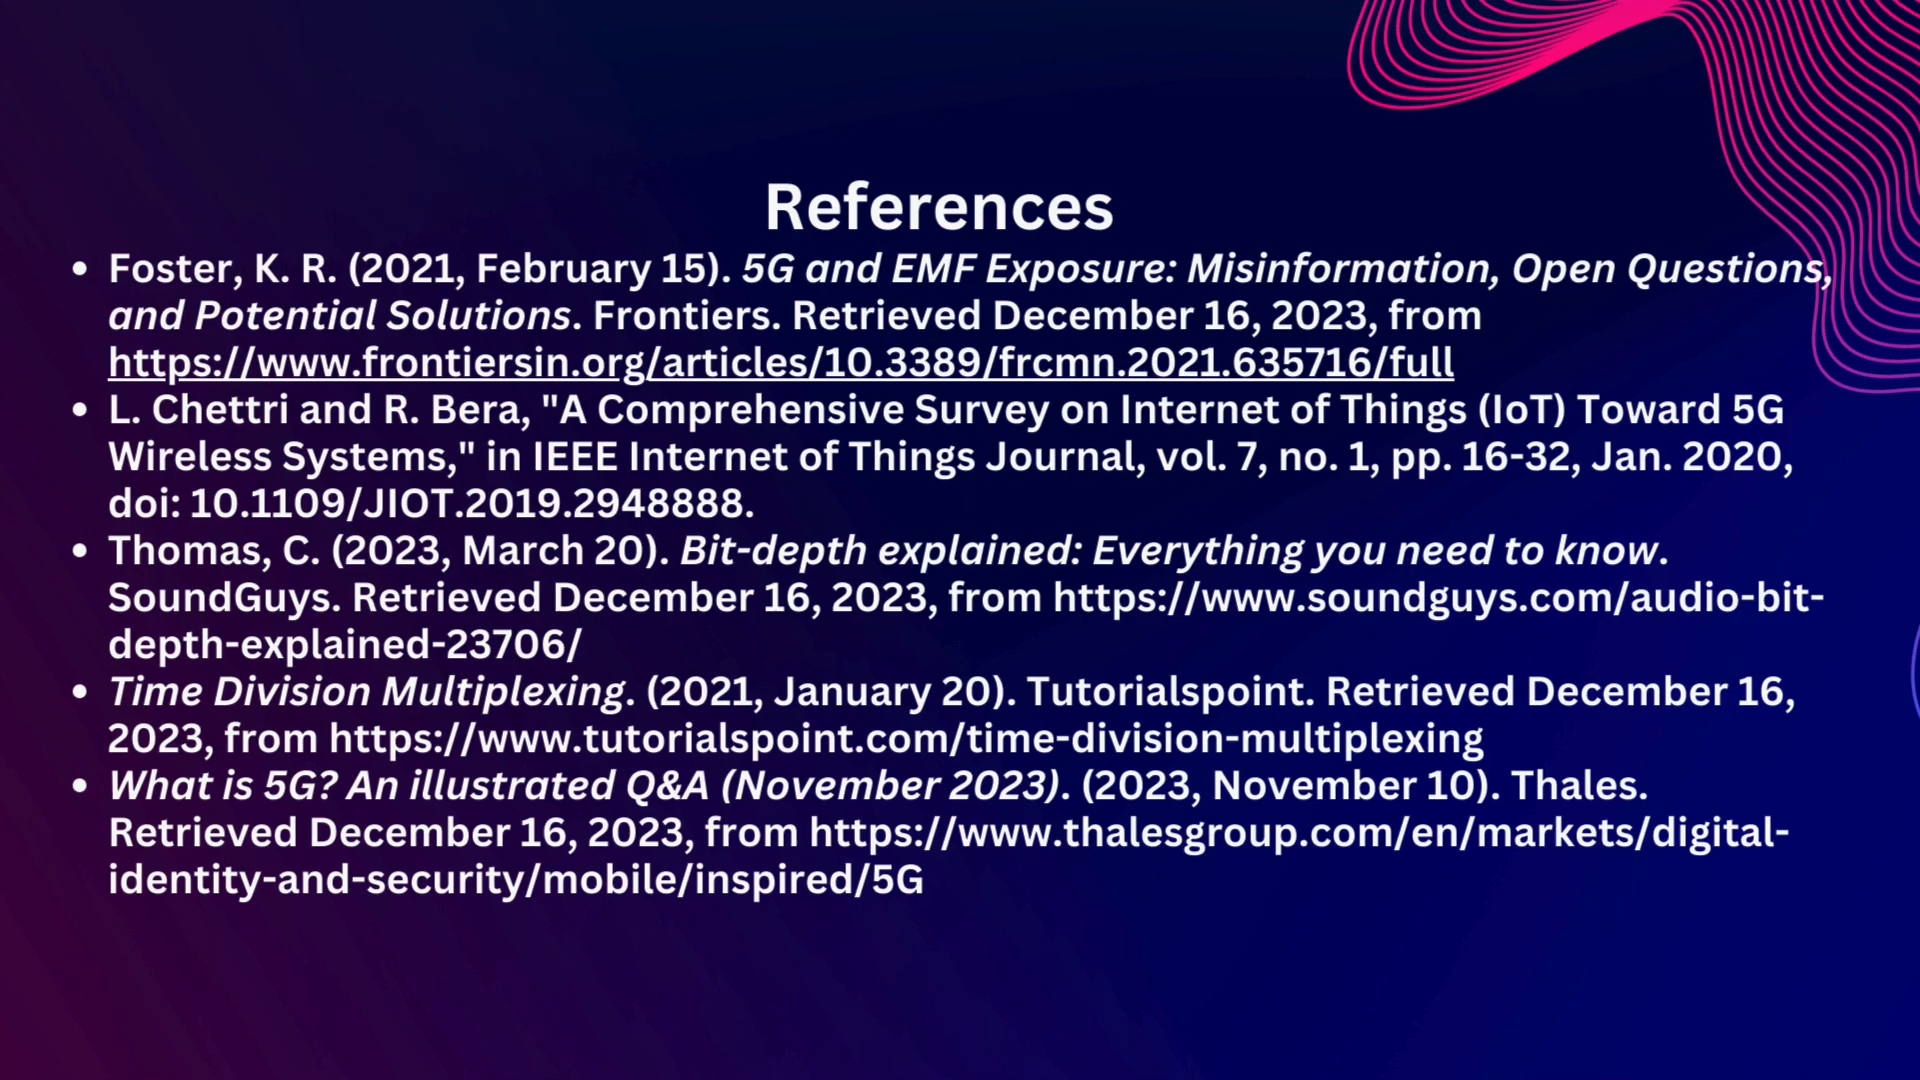 References
• Foster, K. R. (2021, February 15). 5G and EMF Exposure: Misinformation, Open Questions,
and Potential Solutions. Frontiers. Retrieved December 16, 2023, from
https://www.frontiersin.org/articles/10.3389/frcmn.2021.635716/full
• L. Chettri and R. Bera, "A Comprehensive Survey on Internet of Things (IoT) Toward 5G
Wireless Systems," in IEEE Internet of Things Journal, vol. 7, no. 1, pp. 16-32, Jan. 2020,
doi: 10.1109/JIOT.2019.2948888.
• Thomas, C. (2023, March 20). Bit-depth explained: Everything you need to know.
SoundGuys. Retrieved December 16, 2023, from https://www.soundguys.com/audio-bit-
depth-explained-23706/
• Time Division Multiplexing. (2021, January 20). Tutorialspoint. Retrieved December 16,
2023, from https://www.tutorialspoint.com/time-division-multiplexing
• What is 5G? An illustrated Q&A (November 2023). (2023, November 10). Thales.
Retrieved December 16, 2023, from https://www.thalesgroup.com/en/markets/digital-
identity-and-security/mobile/inspired/5G